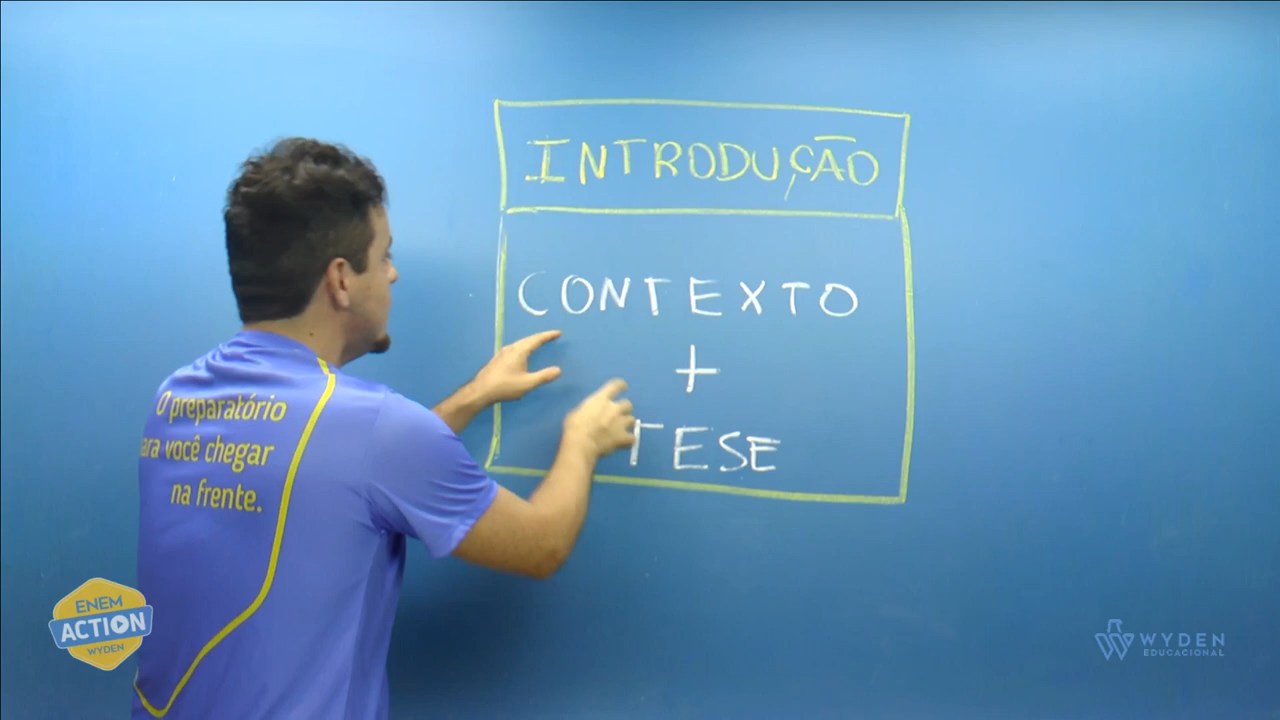 INTRODUÇÃO
CONTEXTO
+
TESE
O preparatório
ara você chegar
na frente.
ENEM
ACTION
WYDEN
WYDEN
EDUCACIONAL